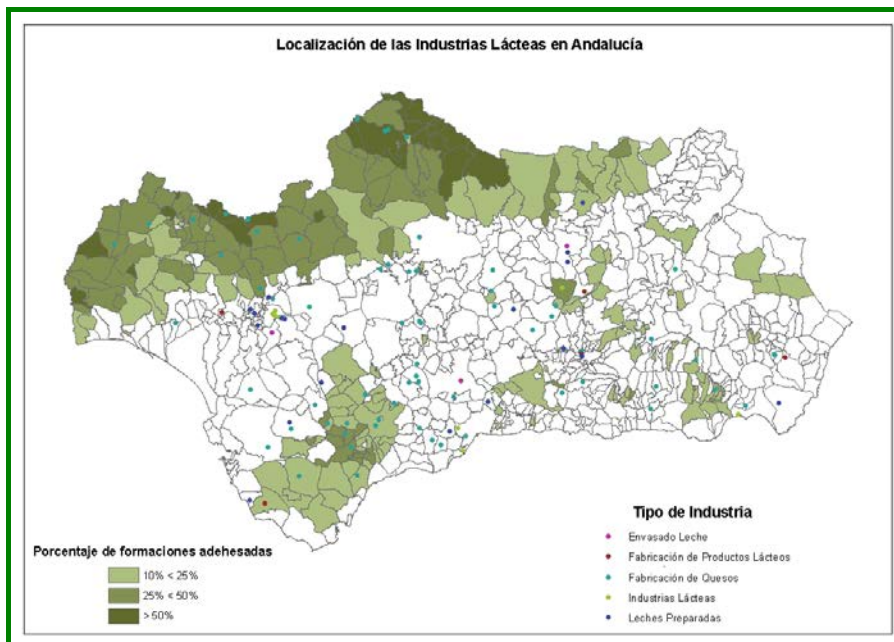 Localización de las Industrias Lácteas en Andalucía
Tipo de Industria
Envasado Leche
Fabricación de Productos Lácteos
Fabricación de Quesos
Industrias Lácteas
Leches Preparadas
Porcentaje de formaciones adehesadas
10% < 25%
25% < 50%
> 50%